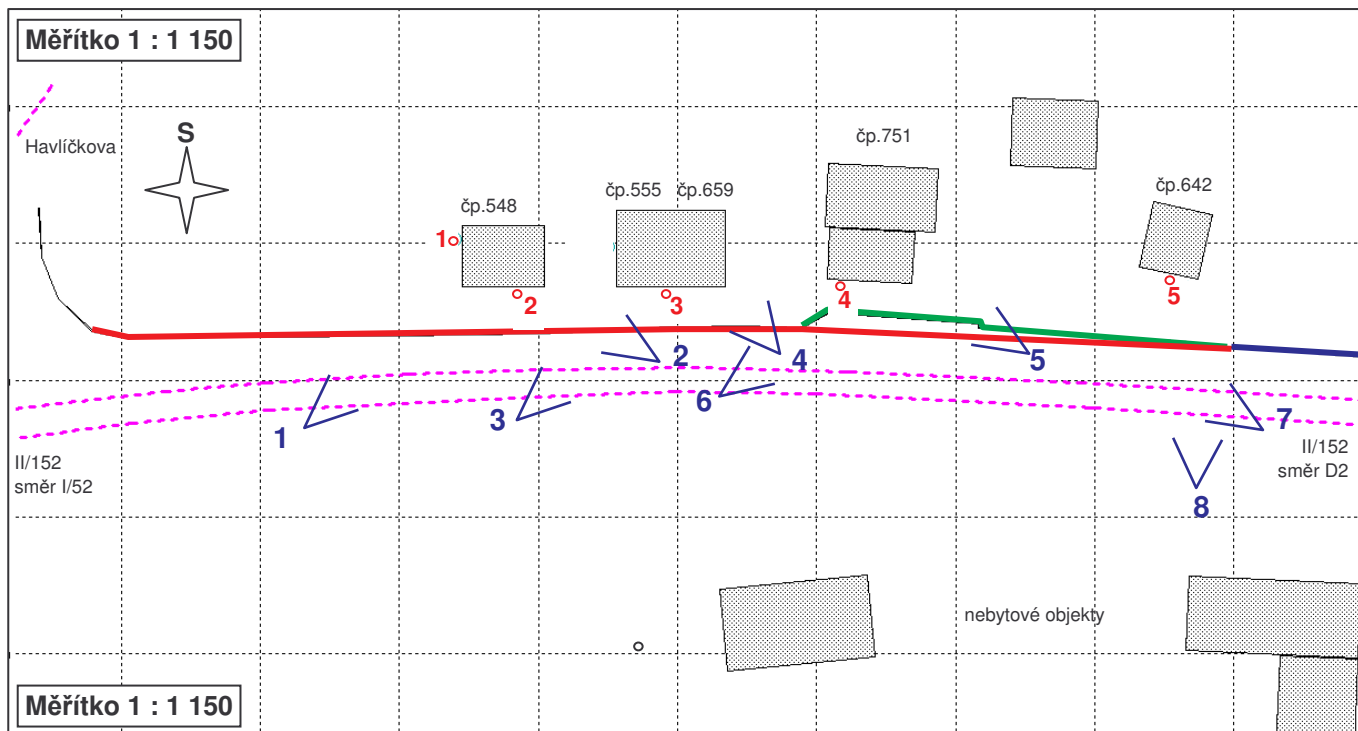 Měřítko 1 : 1 150
Havlíčkova
S
čp.751
čp.548
čp.555 čp.659
čp.642
1
2
3
4
5
2
4
5
6
1
3
7
8
II/152
směr I/52
II/152
směr D2
nebytové objekty
Měřítko 1 : 1 150